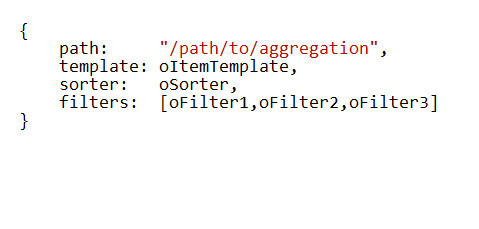 {
    path:     "/path/to/aggregation",
    template: oItemTemplate,
    sorter:   oSorter,
    filters:  [oFilter1,oFilter2,oFilter3]
}